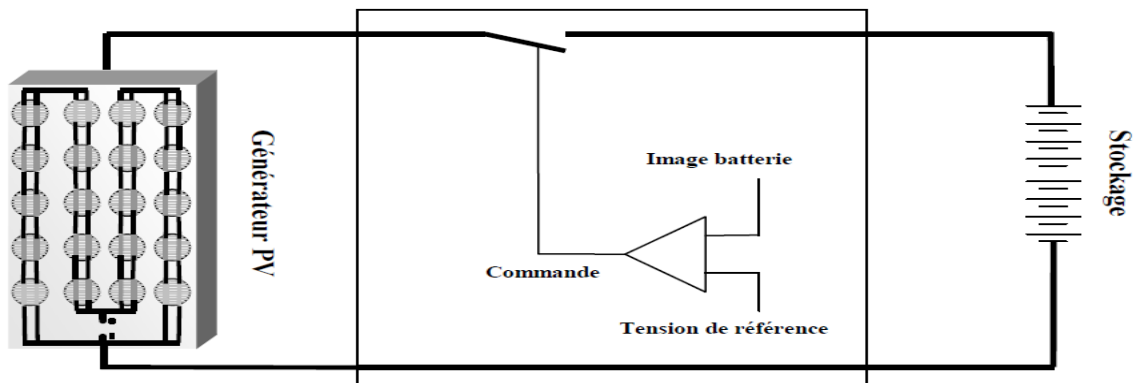 Générateur PV
Image batterie
Commande
Tension de référence
Stockage